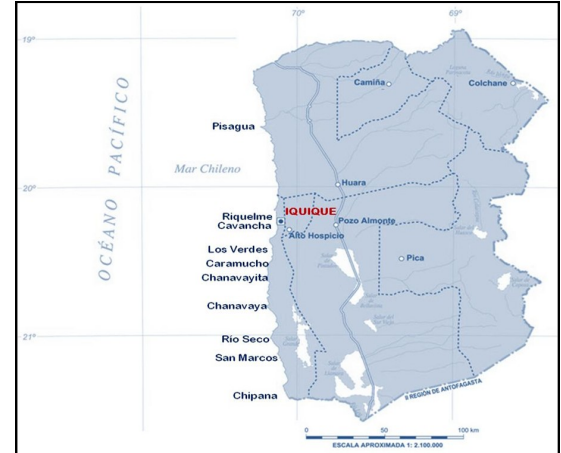 70°
69°
19°
Camiña
Colchane
OCÉANO PACÍFICO
Pisagua
Mar Chileno
20°
Huara
IQUIQUE
Riquelme
Cavancha
Pozo Almonte
Alto Hospicio
Los Verdes
Caramucho
Pica
Chanavayita
Chanavaya
21°
Río Seco
San Marcos
Chipana
II REGIÓN DE ANTOFAGASTA
0 50 100 km
ESCALA APROXIMADA 1: 2.100.000